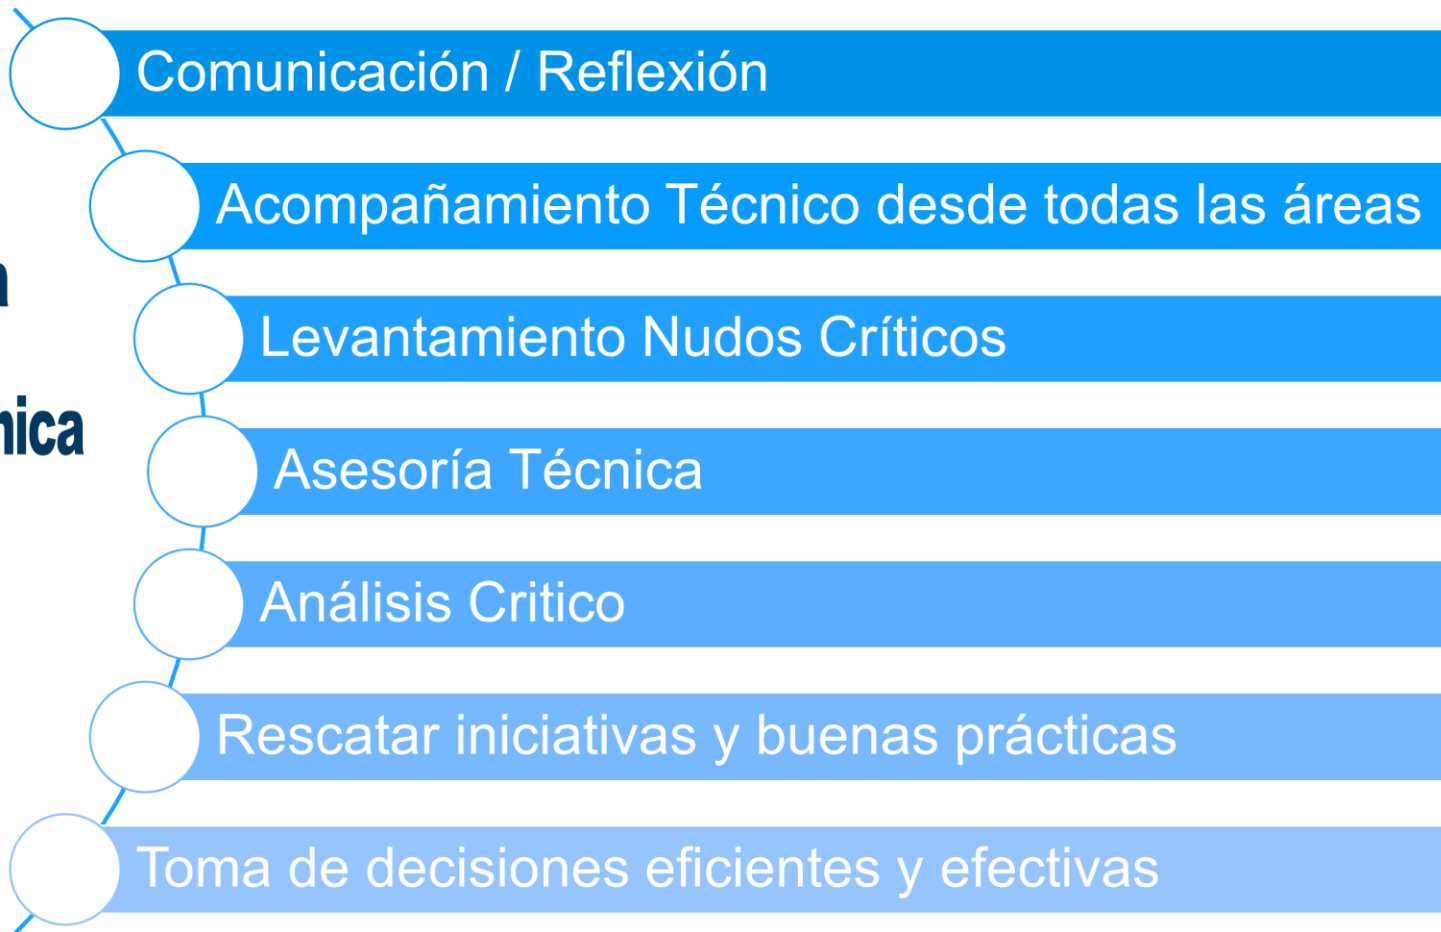 Comunicación / Reflexión
Acompañamiento Técnico desde todas las áreas
Levantamiento Nudos Críticos
Asesoría Técnica
Análisis Critico
Rescatar iniciativas y buenas prácticas
Toma de decisiones eficientes y efectivas